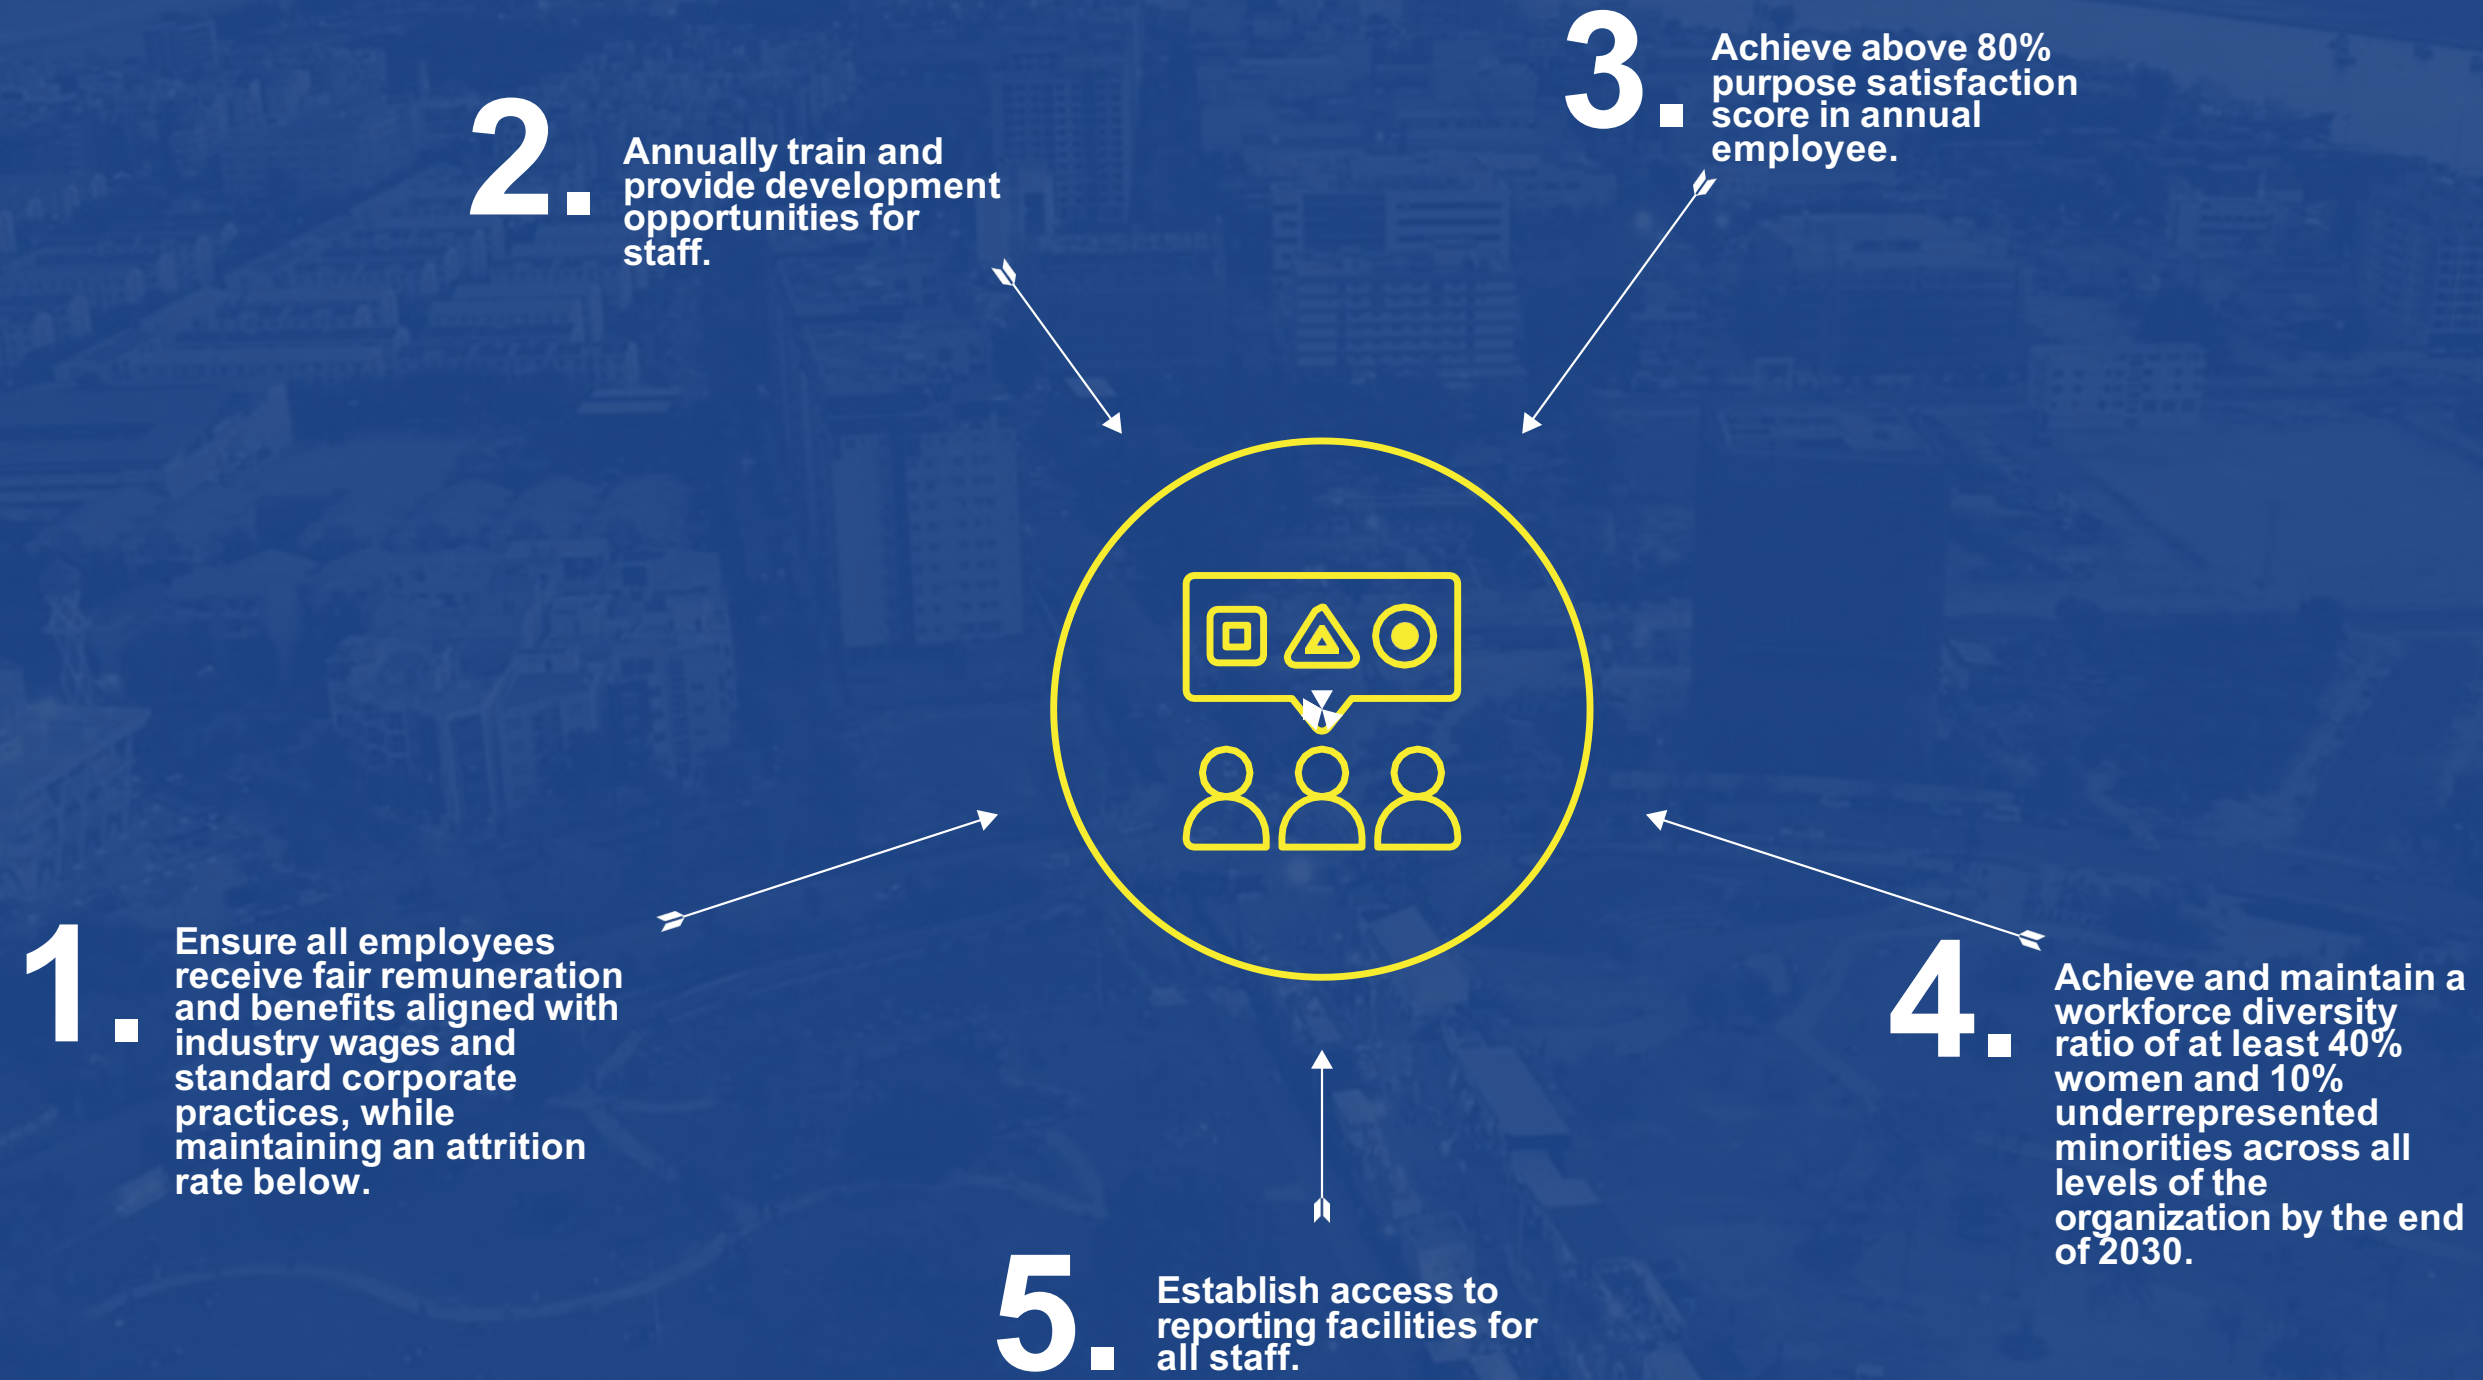 1.
Ensure all employees
receive fair remuneration
and benefits aligned with
industry wages and
standard corporate
practices, while
maintaining an attrition
rate below.
2.
Annually train and
provide development
opportunities for
staff.
3.
Achieve above 80%
purpose satisfaction
score in annual
employee.
4.
Achieve and maintain a
workforce diversity
ratio of at least 40%
women and 10%
underrepresented
minorities across all
levels of the
organization by the end
of 2030.
5.
Establish access to
reporting facilities for
all staff.